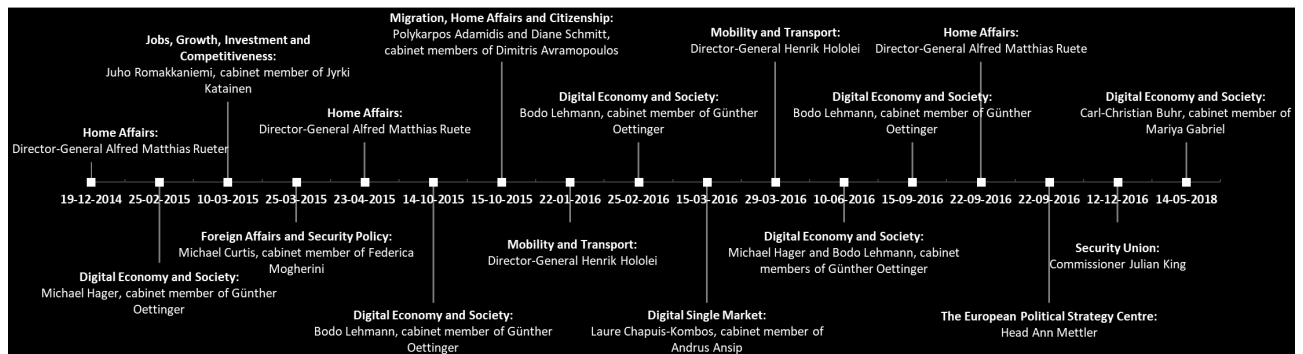 Migration, Home Affairs and Citizenship:
Polykarpos Adamidis and Diane Schmitt,
cabinet members of Dimitris Avramopoulos
Mobility and Transport:
Director-General Henrik Hololei
Home Affairs:
Director-General Alfred Matthias Ruete
Jobs, Growth, Investment and
Competitiveness:
Juho Romakkaniemi, cabinet member of Jyrki
Katainen
Digital Economy and Society:
Bodo Lehmann, cabinet member of Günther
Oettinger
Digital Economy and Society:
Bodo Lehmann, cabinet member of Günther
Oettinger
Digital Economy and Society:
Carl-Christian Buhr, cabinet member of
Mariya Gabriel
Home Affairs:
Director-General Alfred Matthias Ruete
Home Affairs:
Director-General Alfred Matthias Rueter
19-12-2014 25-02-2015 10-03-2015 25-03-2015 23-04-2015 14-10-2015 15-10-2015 22-01-2016 25-02-2016 15-03-2016 29-03-2016 10-06-2016 15-09-2016 22-09-2016 22-09-2016 12-12-2016 14-05-2018
Foreign Affairs and Security Policy:
Michael Curtis, cabinet member of Federica
Mogherini
Mobility and Transport:
Director-General Henrik Hololei
Digital Economy and Society:
Michael Hager and Bodo Lehmann, cabinet
members of Günther Oettinger
Security Union:
Commissioner Julian King
Digital Economy and Society:
Michael Hager, cabinet member of Günther
Oettinger
Digital Economy and Society:
Bodo Lehmann, cabinet member of Günther
Oettinger
Digital Single Market:
Laure Chapuis-Kombos, cabinet member of
Andrus Ansip
The European Political Strategy Centre:
Head Ann Mettler